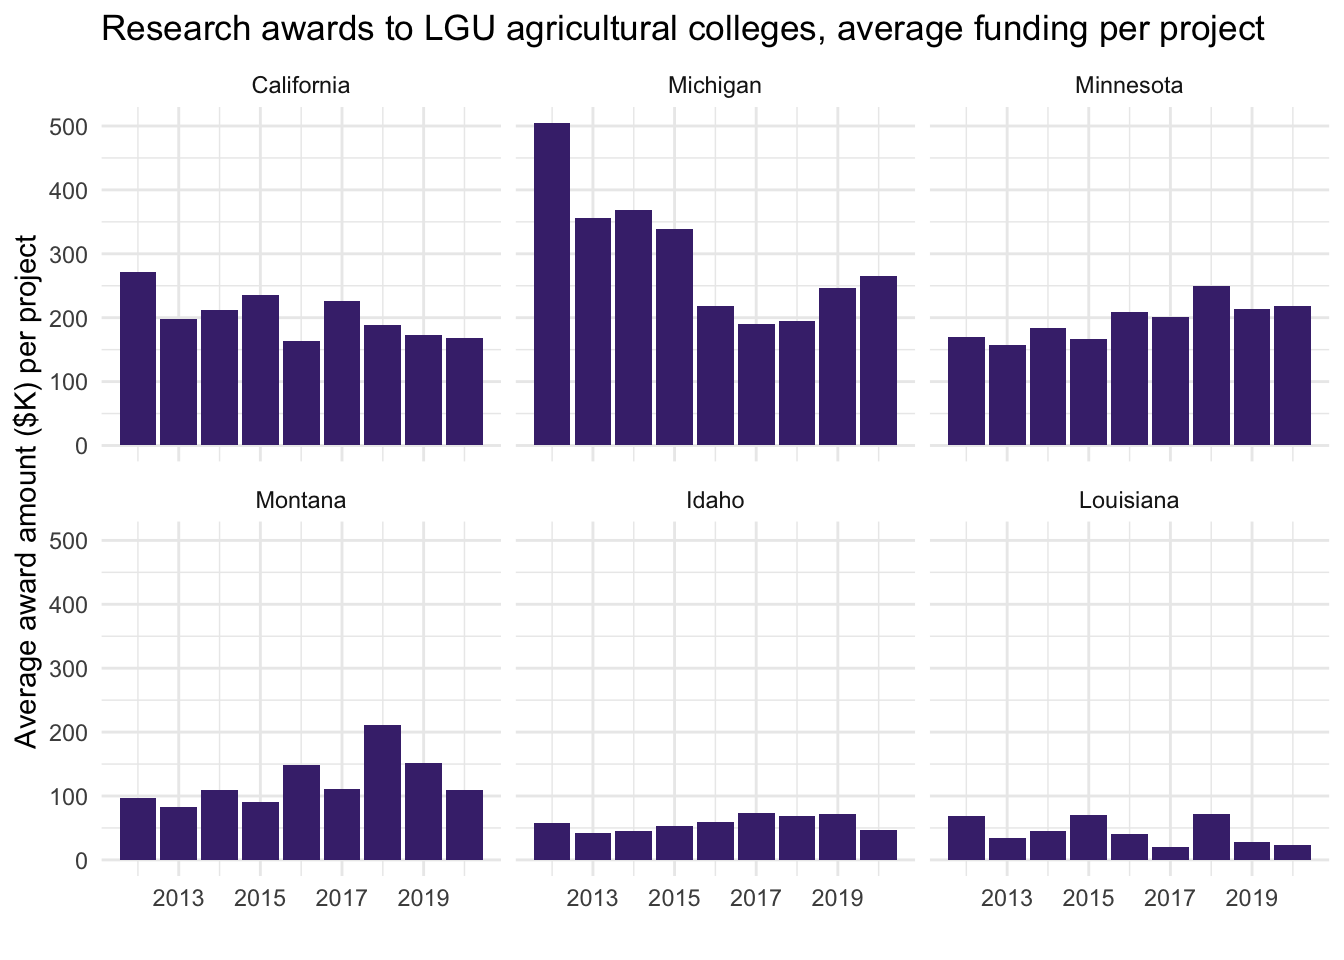 Research awards to LGU agricultural colleges, average funding per project
California
Michigan
Minnesota
500
400
300
200
100
0
Average award amount ($K) per project
Montana
Idaho
Louisiana
500
400
300
200
100
0
2013 2015 2017 2019
2013 2015 2017 2019
2013 2015 2017 2019